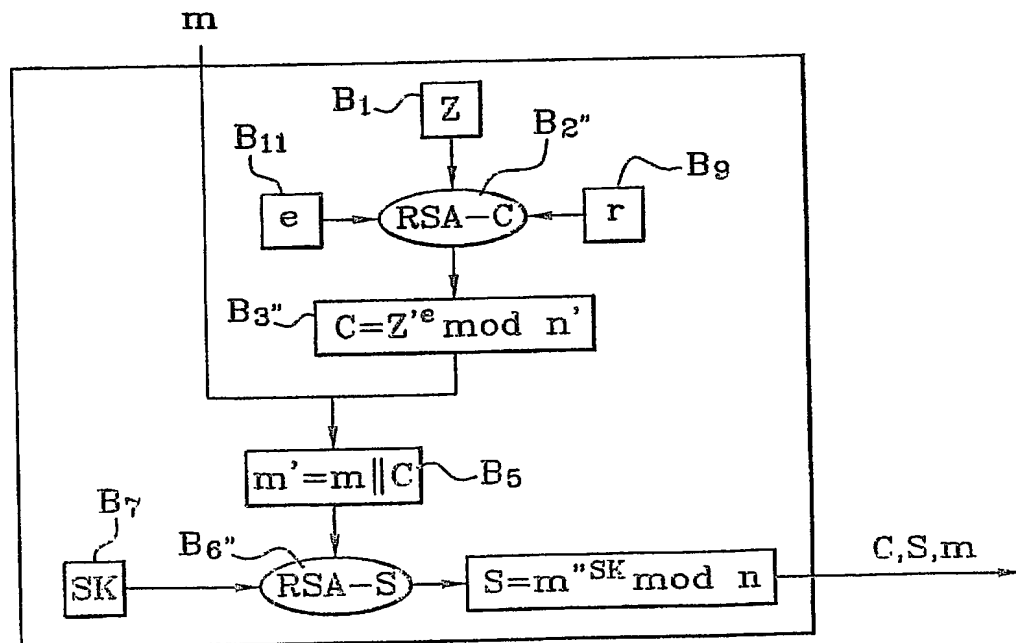 m
B1
Z
B2"
B11
B9
e
RSA-C
r
B3"
C=Z'e mod n'
m'=m||C
B5
B7
B6"
SK
RSA-S
S=m"SK mod n
C,S,m